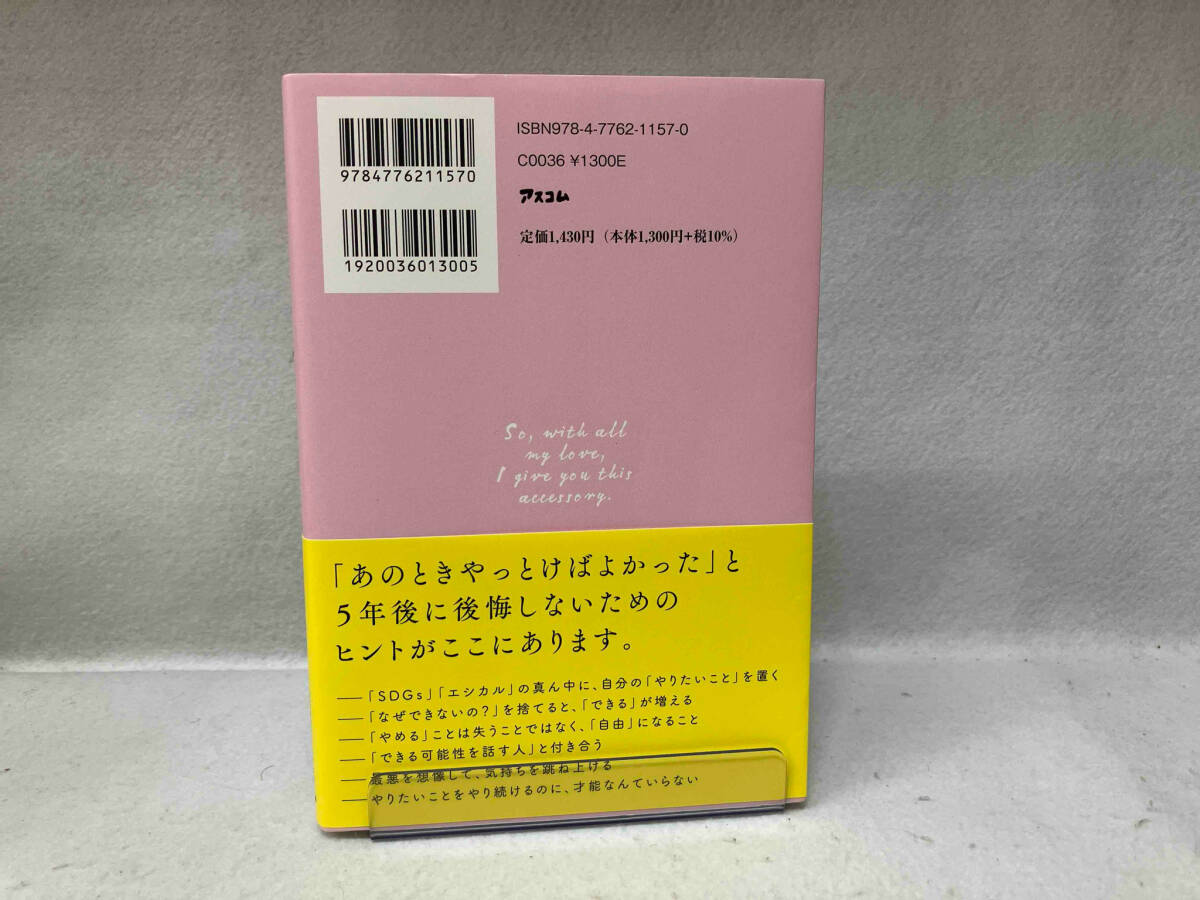 9784776211570
1920036013005
ISBN978-4-7762-1157-0
C0036 ¥1300E
アスコム
定価1,430円（本体1,300円+税10%）
So, with all
my love,
I give you this
accessory.
「あのときやっとけばよかった」と
5年後に後悔しないための
ヒントがここにあります。
──「SDGs」「エシカル」の真ん中に、自分の「やりたいこと」を置く
──「なぜできないの？」を捨てると、「できる」が増える
──「やめる」ことは失うことではなく、「自由」になること
──「できる可能性を話す人」と付き合う
──最悪を想像して、気持ちを跳ね上げる
──やりたいことをやり続けるのに、才能なんていらない